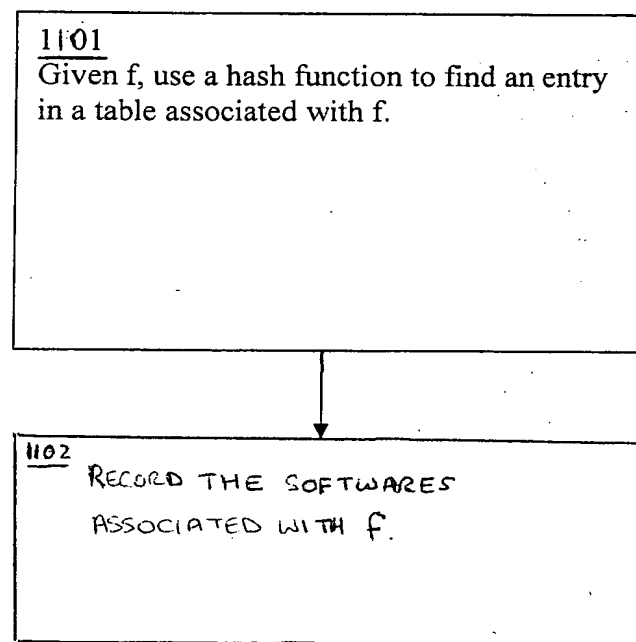 1101
Given f, use a hash function to find an entry
in a table associated with f.
1102
RECORD THE SOFTWARES
ASSOCIATED WITH f.